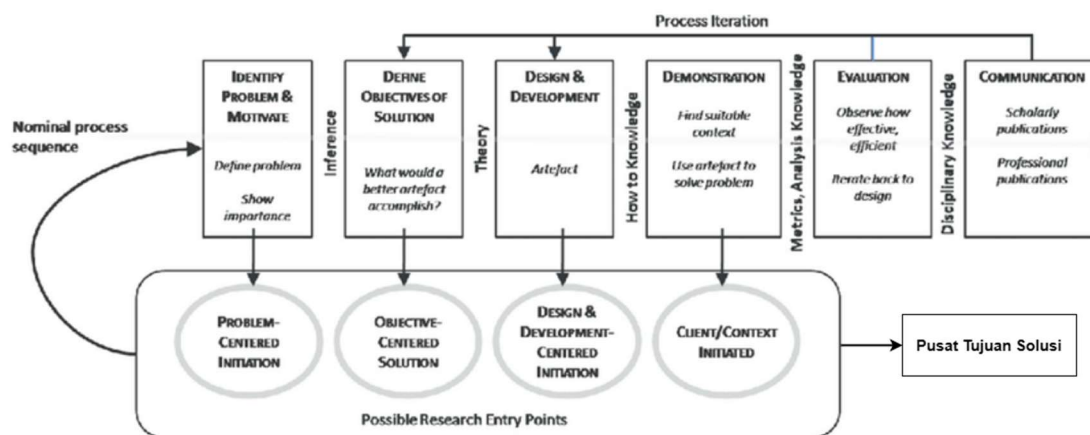 Process Iteration
Nominal process
sequence
IDENTIFY
PROBLEM &
MOTIVATE
Define problem
Show
importance
Inference
DEFINE
OBJECTIVES OF
SOLUTION
What would a
better artefact
accomplish?
Theory
DESIGN &
DEVELOPMENT
Artefact
How to Knowledge
DEMONSTRATION
Find suitable
context
Use artefact to
solve problem
Metrics, Analysis Knowledge
EVALUATION
Observe how
effective,
efficient
Iterate back to
design
Disciplinary Knowledge
COMMUNICATION
Scholarly
publications
Professional
publications
PROBLEM-
CENTERED
INITIATION
OBJECTIVE-
CENTERED
SOLUTION
DESIGN &
DEVELOPMENT-
CENTERED
INITIATION
CLIENT/CONTEXT
INITIATED
Pusat Tujuan Solusi
Possible Research Entry Points